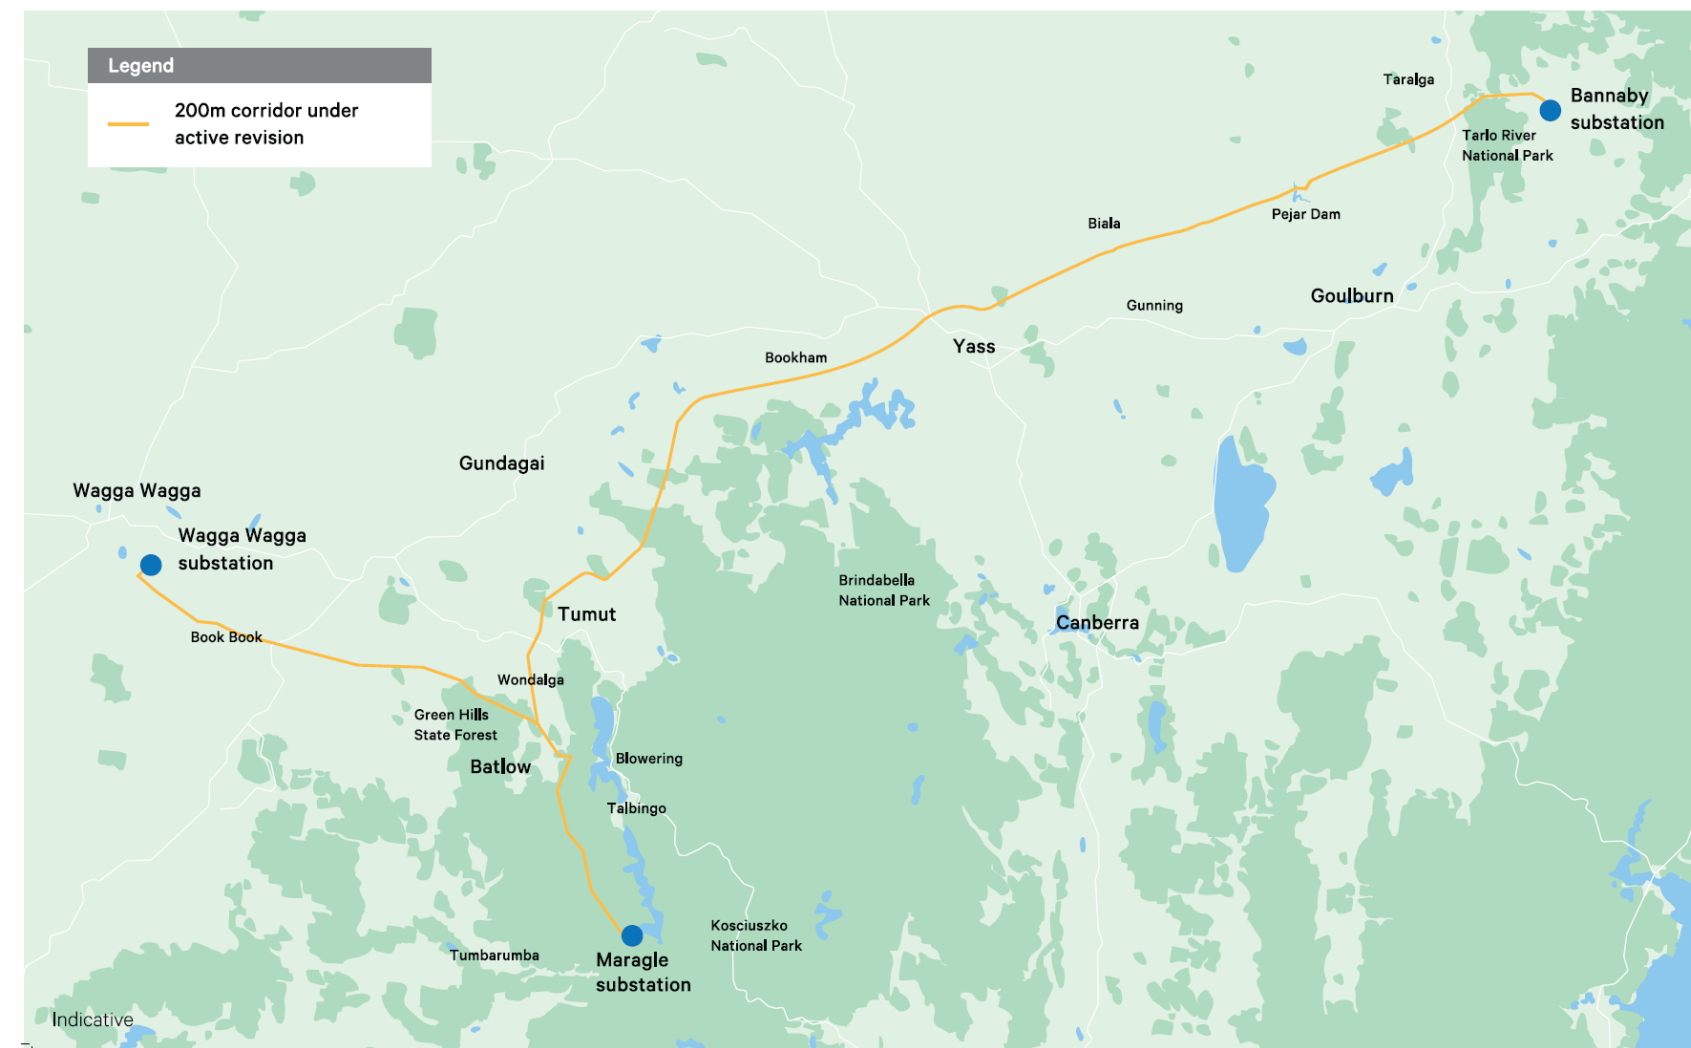 Legend
200m corridor under
active revision
Taralga
Bannaby
substation
Tarlo River
National Park
Pejar Dam
Biala
Goulburn
Gunning
Yass
Bookham
Gundagai
Wagga Wagga
Wagga Wagga
substation
Brindabella
National Park
Tumut
Canberra
Book Book
Wondalga
Green Hills
State Forest
Batlow
Blowering
Talbingo
Kosciuszko
National Park
Tumbarumba
Maragle
substation
Indicative